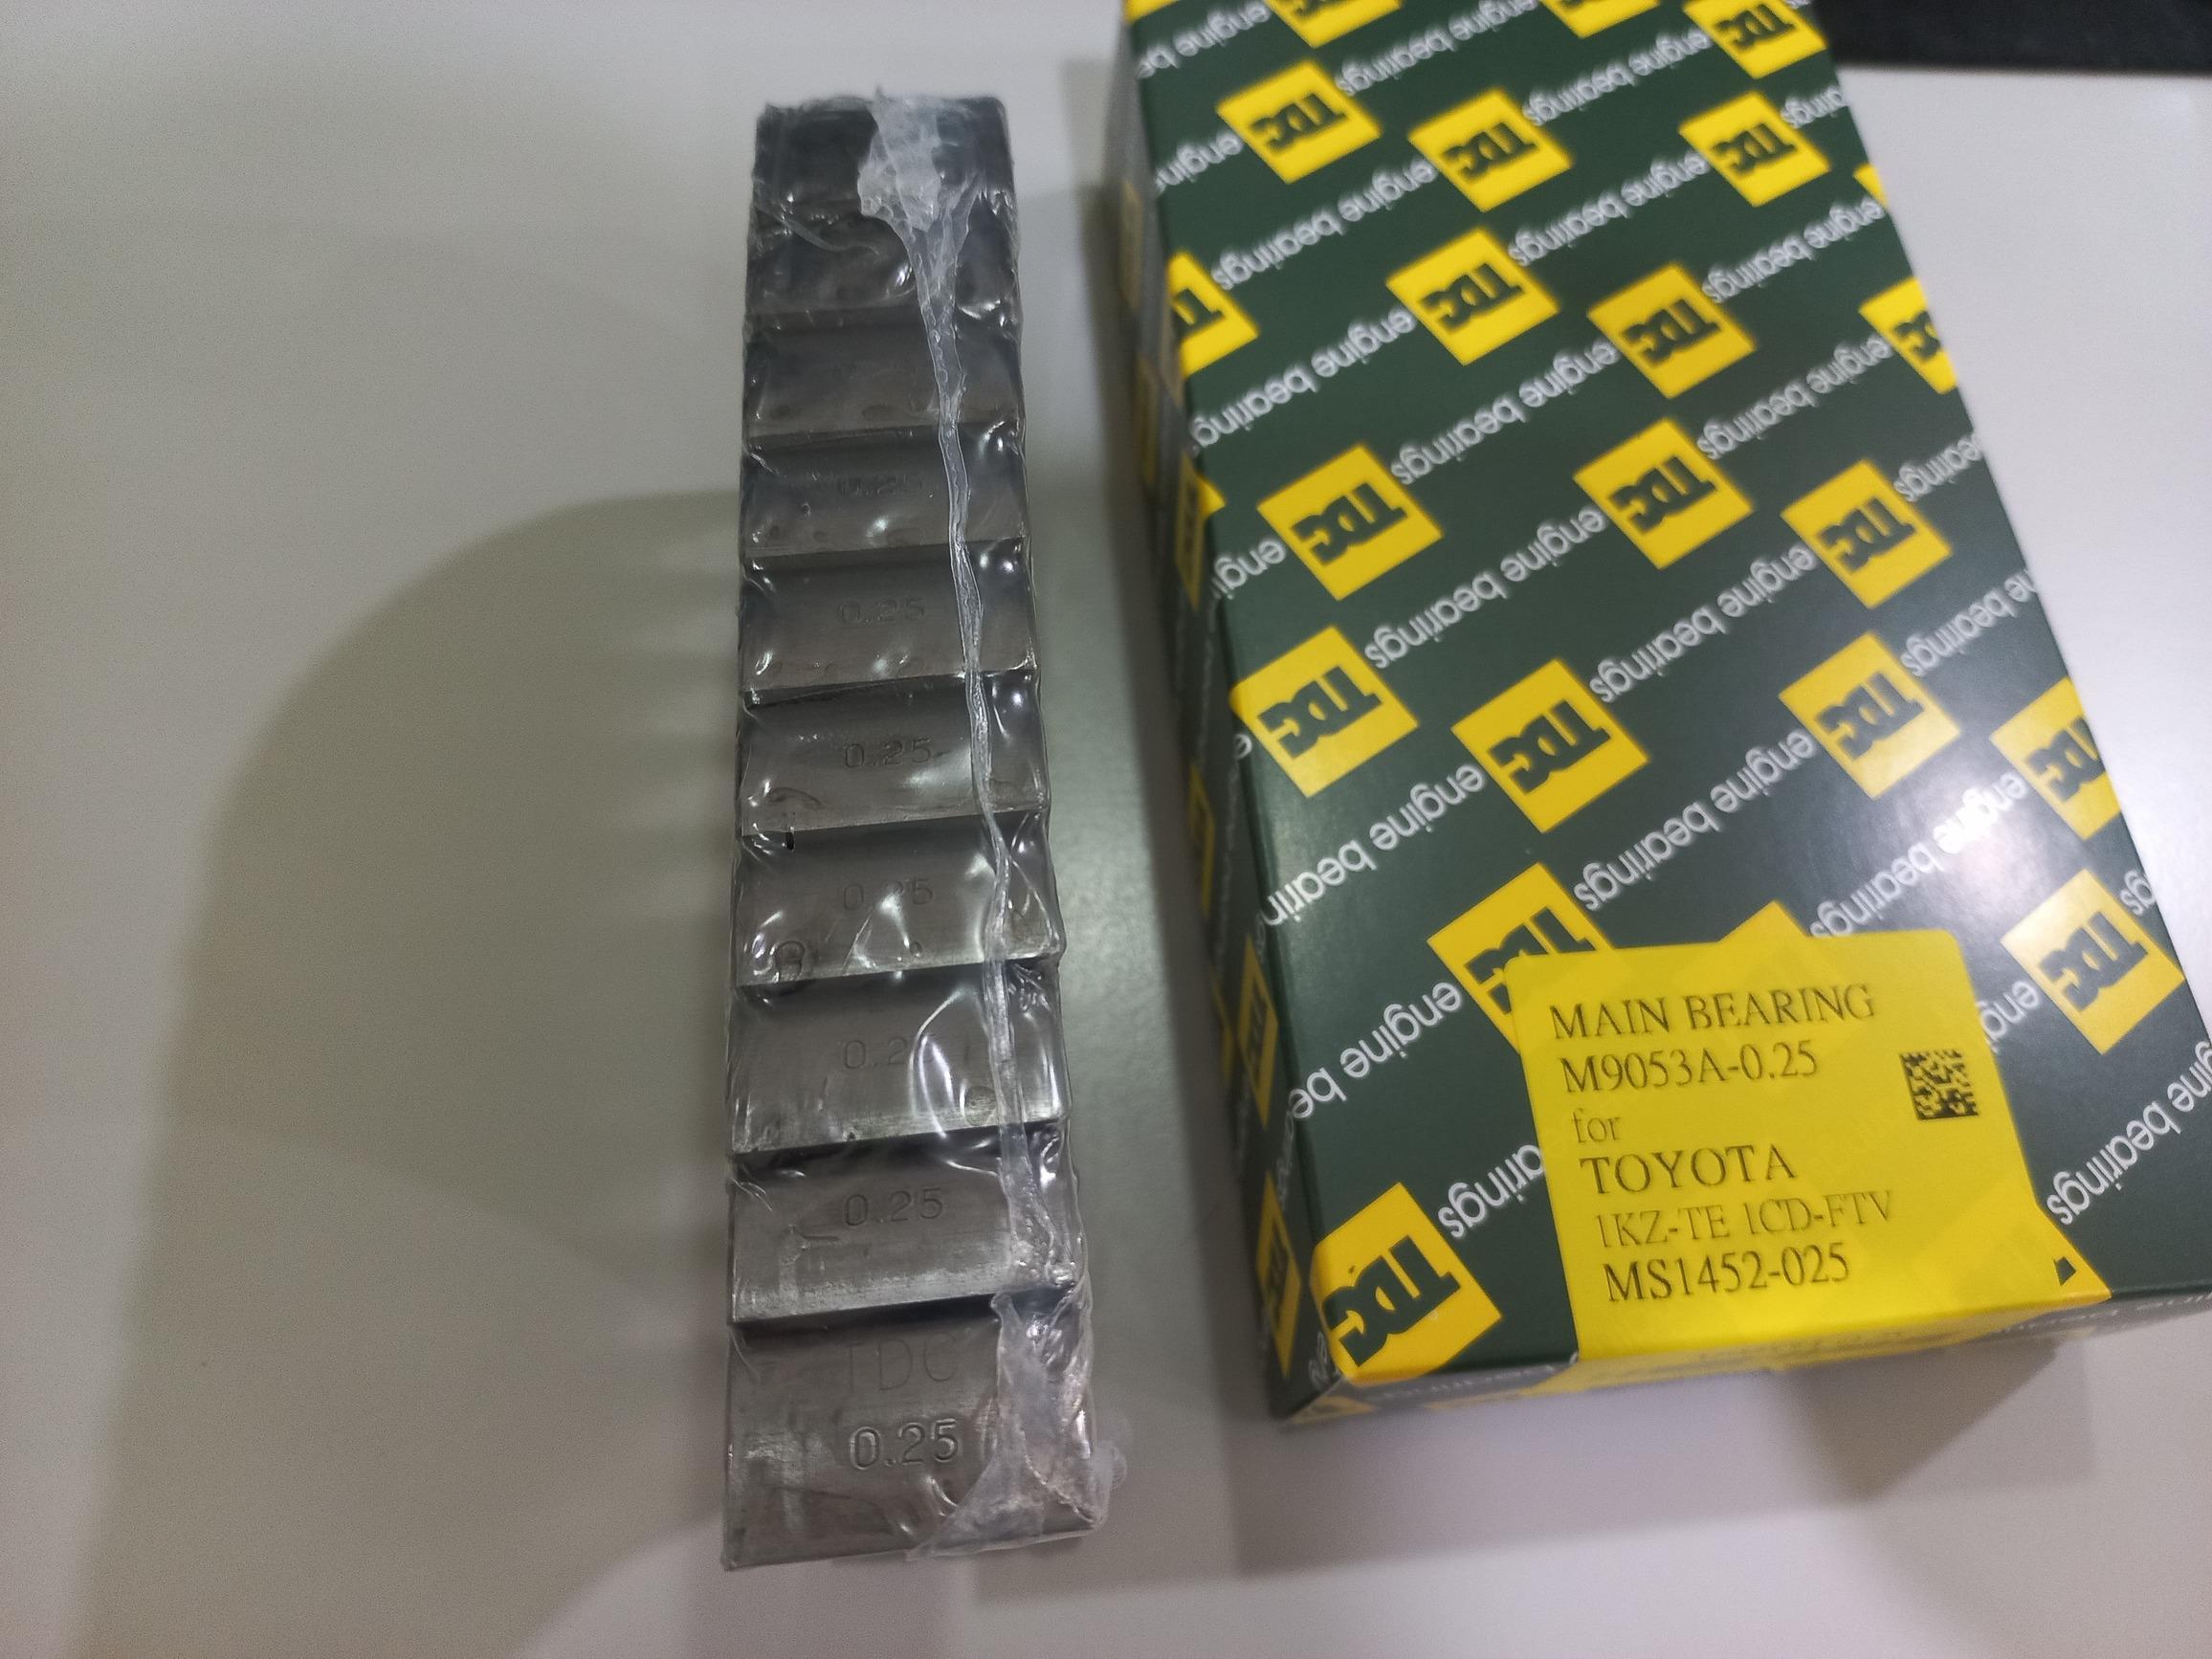 0.25
0.25
0.25
0.25
0.25
TDC
0.25
TDC engine bearings
MAIN BEARING
M9053A-0.25
for
TOYOTA
1KZ-TE 1CD-FTV
MS1452-025